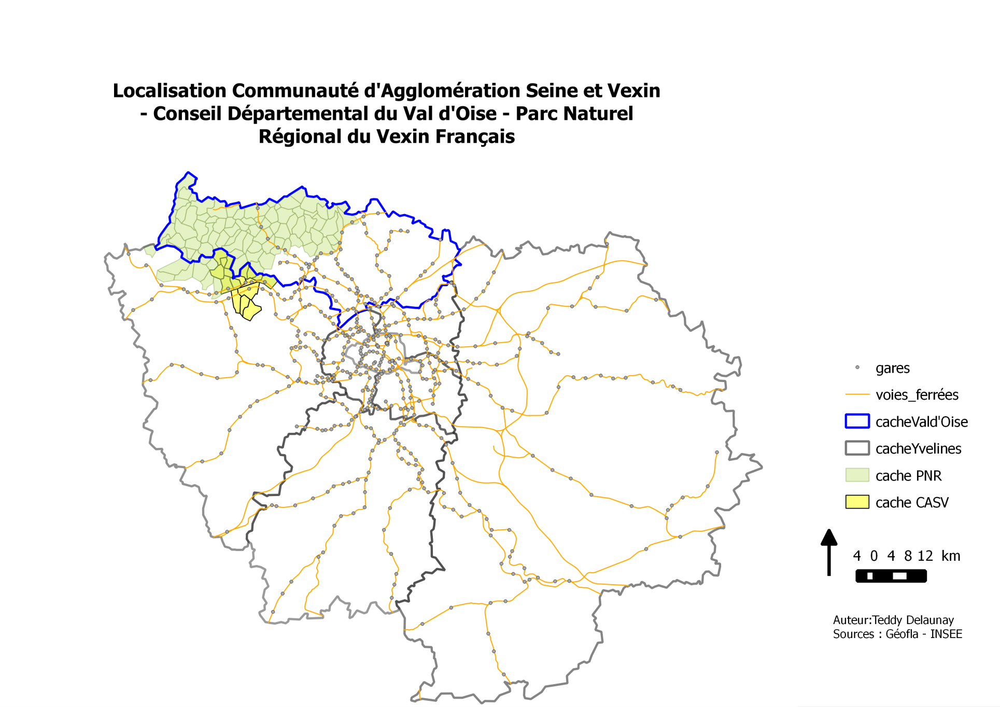 Localisation Communauté d'Agglomération Seine et Vexin
- Conseil Départemental du Val d'Oise - Parc Naturel
Régional du Vexin Français
gares
voies_ferrées
cacheVald'Oise
cacheYvelines
cache PNR
cache CASV
4 0 4 8 12 km
Auteur:Teddy Delaunay
Sources : Géofla - INSEE